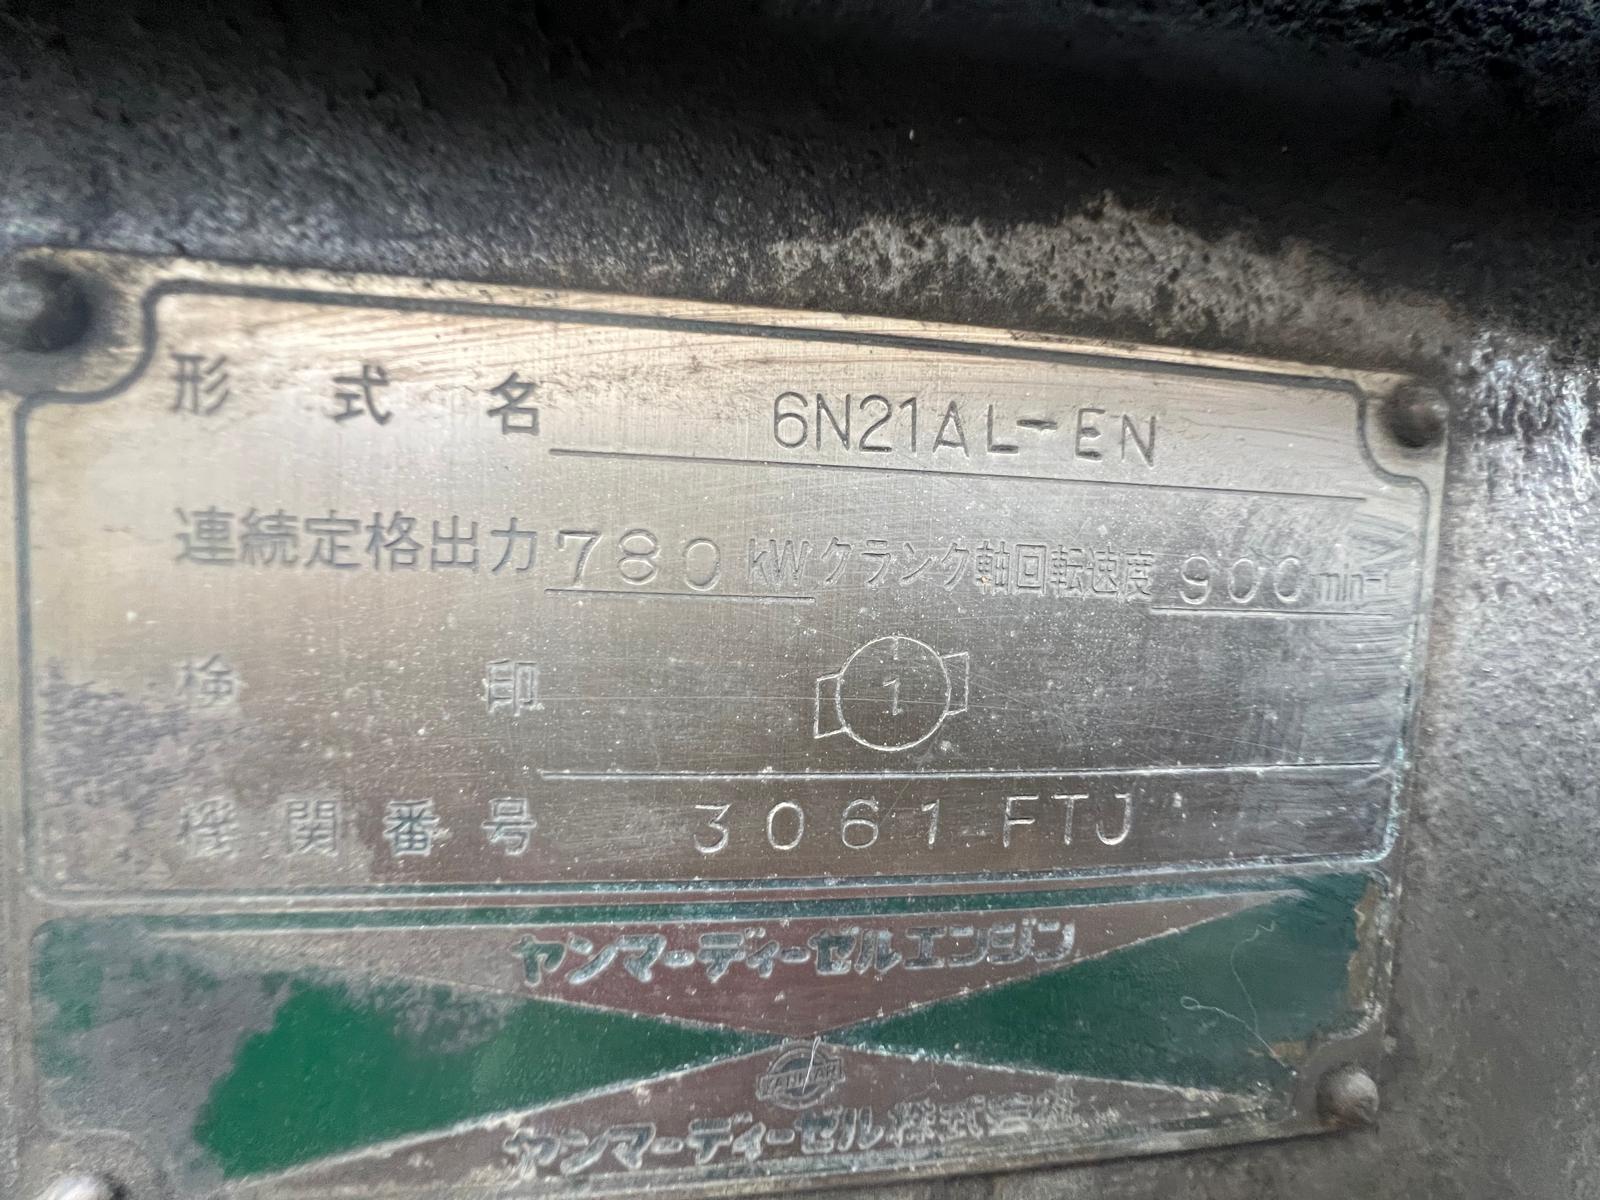 形式名 6N21AL-EN
連続定格出力 780 kW クランク軸回転速度 900 min-1
検印 1
機関番号 3061 FTJ
ヤンマーディーゼルエンジン
YANMAR
ヤンマーディーゼル株式会社